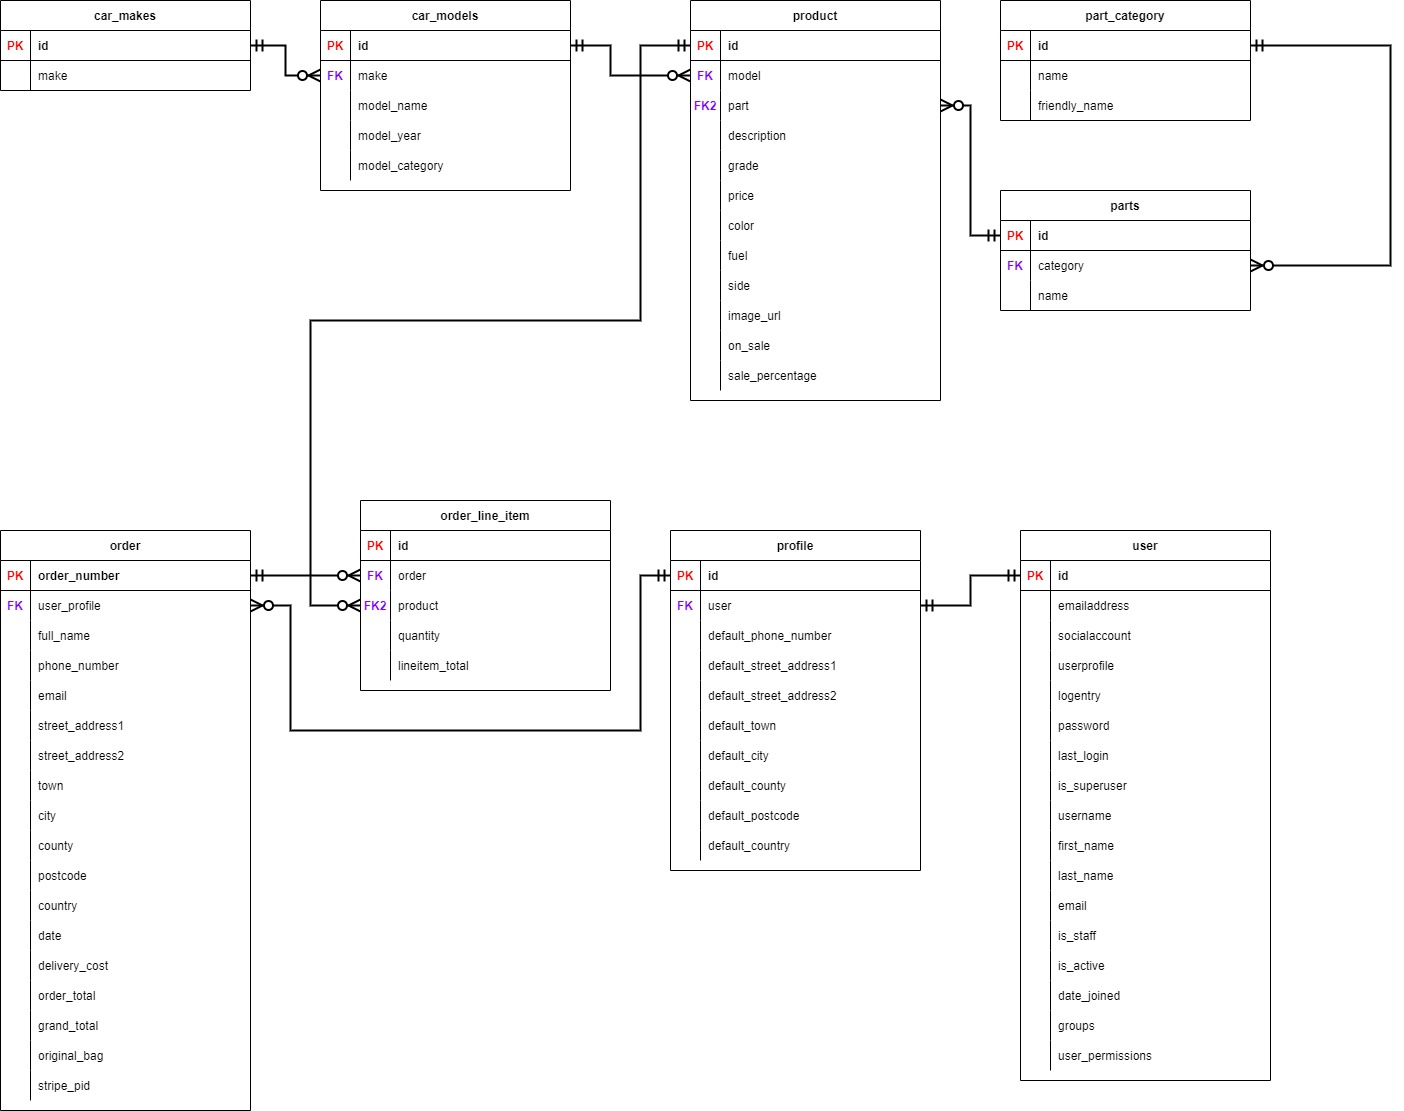 car_makes
PK id
make
car_models
PK id
FK make
model_name
model_year
model_category
product
PK id
FK model
FK2 part
description
grade
price
color
fuel
side
image_url
on_sale
sale_percentage
part_category
PK id
name
friendly_name
parts
PK id
FK category
name
order
PK order_number
FK user_profile
full_name
phone_number
email
street_address1
street_address2
town
city
county
postcode
country
date
delivery_cost
order_total
grand_total
original_bag
stripe_pid
order_line_item
PK id
FK order
FK2 product
quantity
lineitem_total
profile
PK id
FK user
default_phone_number
default_street_address1
default_street_address2
default_town
default_city
default_county
default_postcode
default_country
user
PK id
emailaddress
socialaccount
userprofile
logentry
password
last_login
is_superuser
username
first_name
last_name
email
is_staff
is_active
date_joined
groups
user_permissions